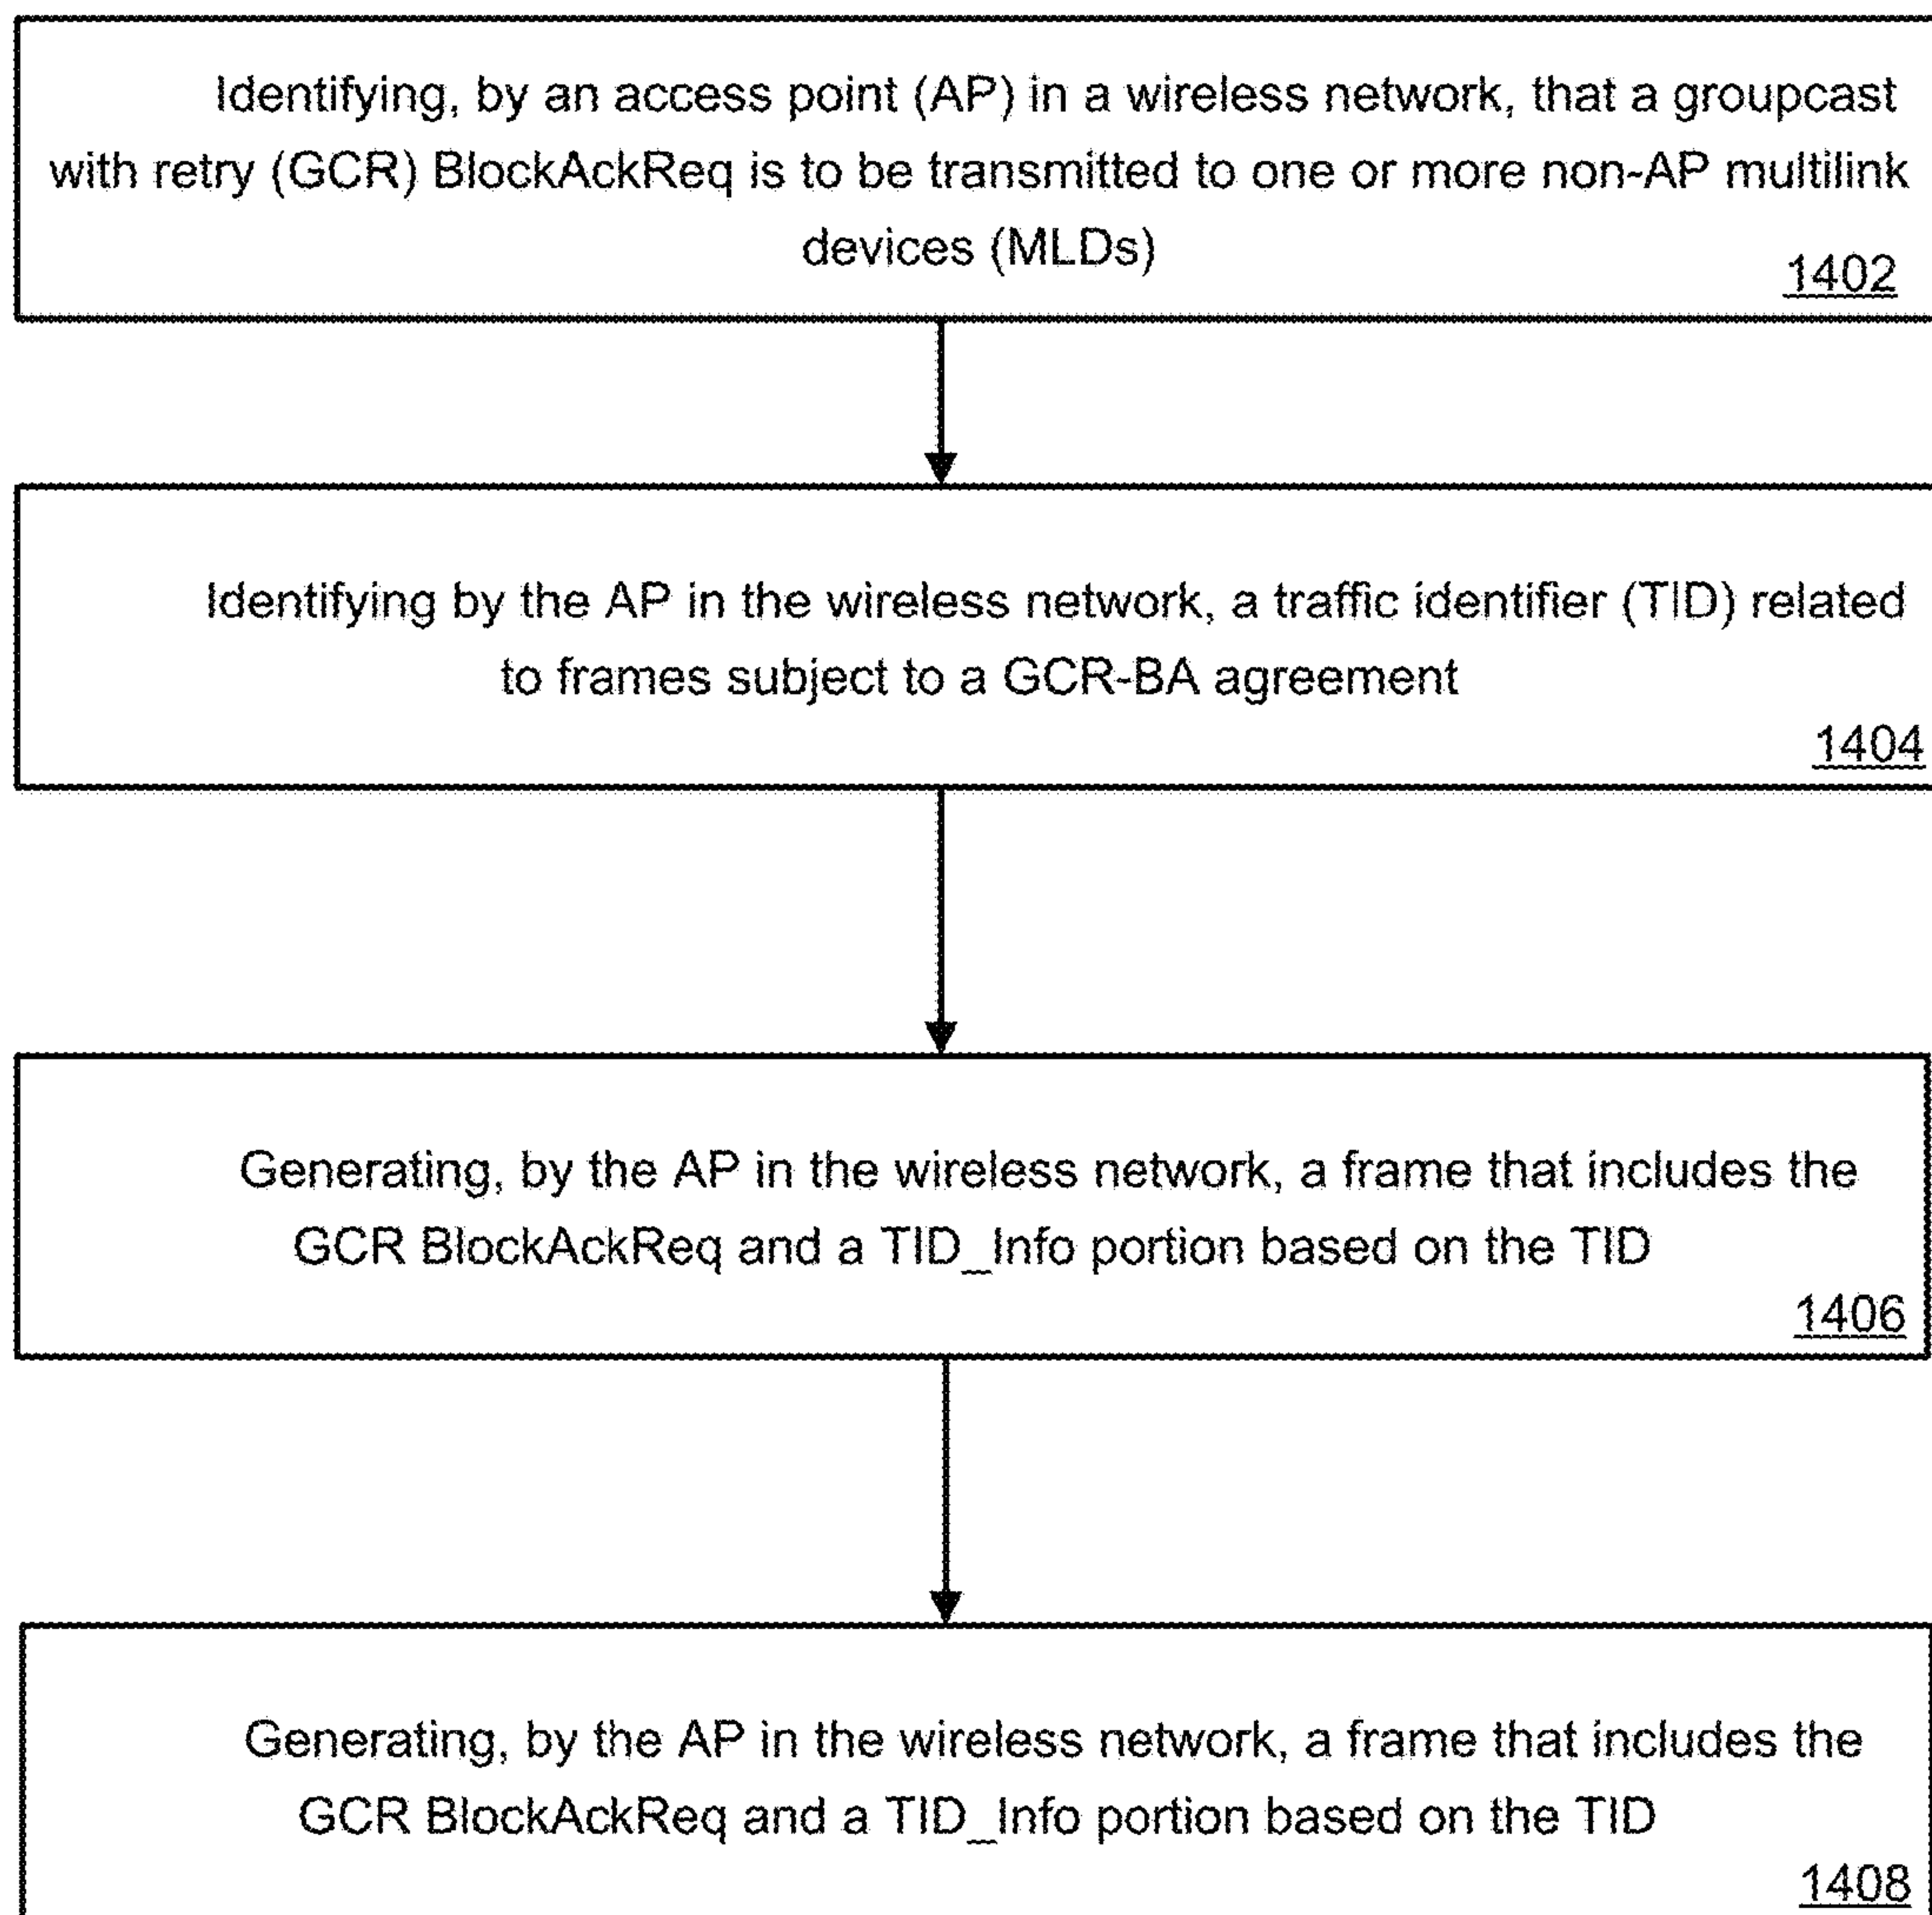 Identifying, by an access point (AP) in a wireless network, that a groupcast
with retry (GCR) BlockAckReq is to be transmitted to one or more non-AP multilink
devices (MLDs)
1402
Identifying by the AP in the wireless network, a traffic identifier (TID) related
to frames subject to a GCR-BA agreement
1404
Generating, by the AP in the wireless network, a frame that includes the
GCR BlockAckReq and a TID_Info portion based on the TID
1406
Generating, by the AP in the wireless network, a frame that includes the
GCR BlockAckReq and a TID_Info portion based on the TID
1408